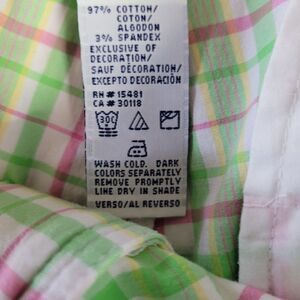 97% COTTON/
COTON/
ALGODON
3% SPANDEX
EXCLUSIVE OF
DECORATION/
SAUF DÉCORATION/
EXCEPTO DECORACIÓN
RN# 15481
CA# 30118
30
WASH COLD. DARK
COLORS SEPARATELY
REMOVE PROMPTLY
LINE DRY IN SHADE
VERSO/AL REVERSO